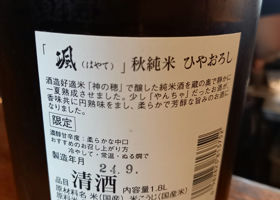 「颯(はやて)」秋純米 ひやおろし
酒造好適米「神の穂」で醸した純米酒を蔵の奥で静かに
一夏熟成させました。少し「やんちゃ」だったお酒が、
香味共に円熟味をまし、柔らかで芳醇な旨みのお酒に
なりました。
限定
濃醇甘辛度：柔らかな中口
おすすめのお召し上がり方
冷やして・常温・ぬる燗で
製造年月 24.9.
品目 清酒 内容量 1.8L
原材料名 米(国産) 米こうじ(国産米)